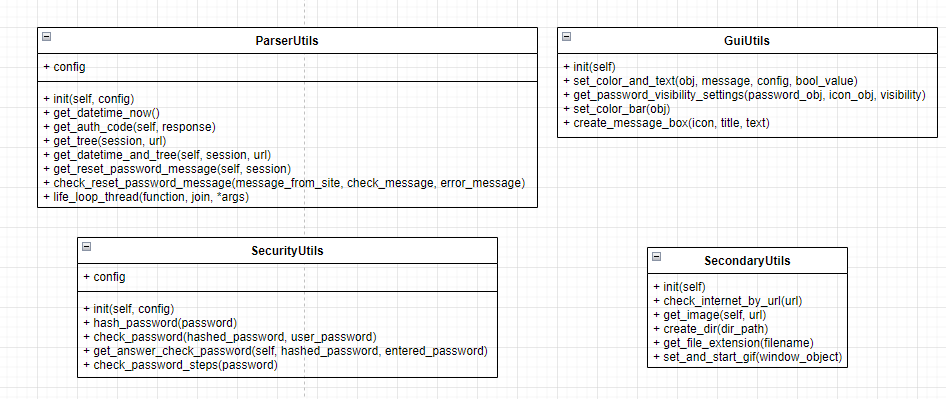 ParserUtils
+ config
+ init(self, config)
+ get_datetime_now()
+ get_auth_code(self, response)
+ get_tree(session, url)
+ get_datetime_and_tree(self, session, url)
+ get_reset_password_message(self, session)
+ check_reset_password_message(message_from_site, check_message, error_message)
+ life_loop_thread(function, join, *args)
GuiUtils
+ init(self)
+ set_color_and_text(obj, message, config, bool_value)
+ get_password_visibility_settings(password_obj, icon_obj, visibility)
+ set_color_bar(obj)
+ create_message_box(icon, title, text)
SecurityUtils
+ config
+ init(self, config)
+ hash_password(password)
+ check_password(hashed_password, user_password)
+ get_answer_check_password(self, hashed_password, entered_password)
+ check_password_steps(password)
SecondaryUtils
+ init(self)
+ check_internet_by_url(url)
+ get_image(self, url)
+ create_dir(dir_path)
+ get_file_extension(filename)
+ set_and_start_gif(window_object)